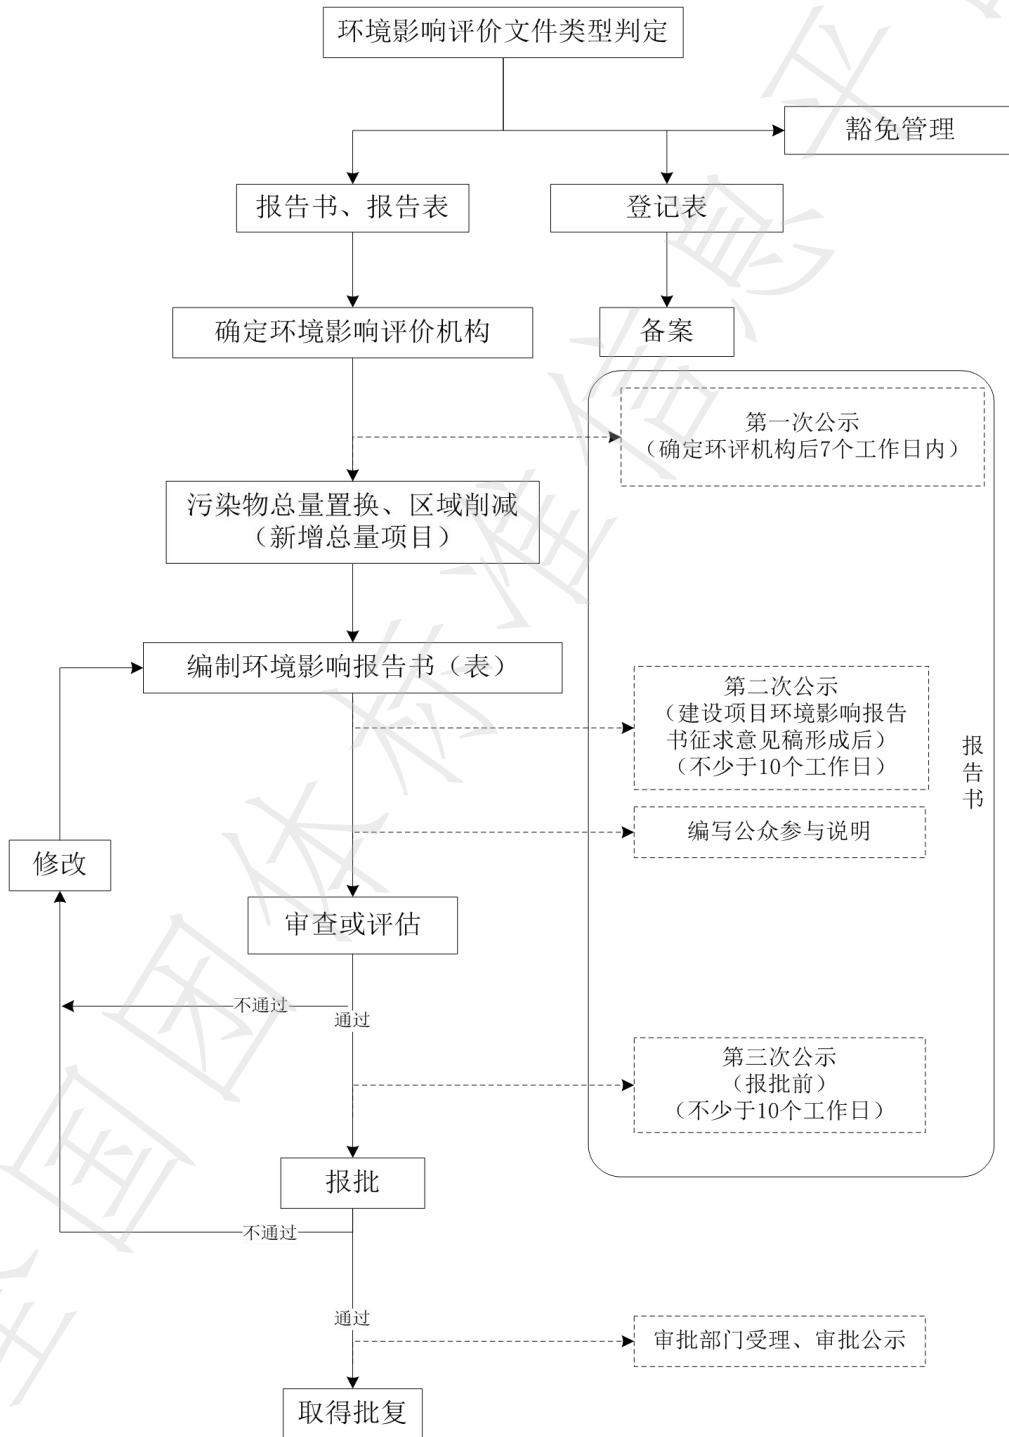 环境影响评价文件类型判定
豁免管理
报告书、报告表
登记表
确定环境影响评价机构
备案
第一次公示
（确定环评机构后7个工作日内）
污染物总量置换、区域削减
（新增总量项目）
编制环境影响报告书（表）
第二次公示
（建设项目环境影响报告
书征求意见稿形成后）
（不少于10个工作日）
报告书
编写公众参与说明
修改
审查或评估
不通过
通过
第三次公示
（报批前）
（不少于10个工作日）
报批
不通过
通过
审批部门受理、审批公示
取得批复
全国团体标准信息平